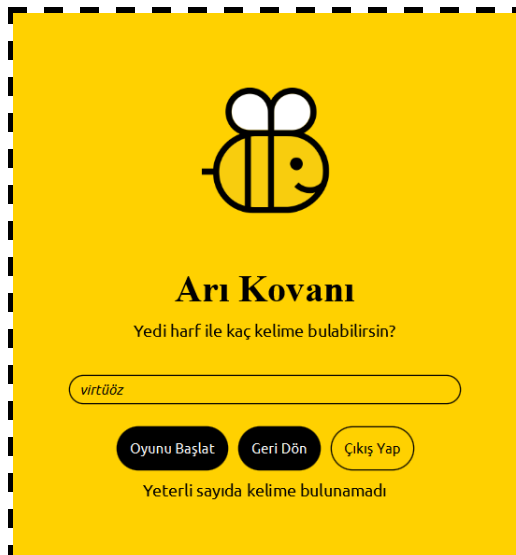 Arı Kovanı
Yedi harf ile kaç kelime bulabilirsin?
virtüöz
Oyunu Başlat Geri Dön Çıkış Yap
Yeterli sayıda kelime bulunamadı